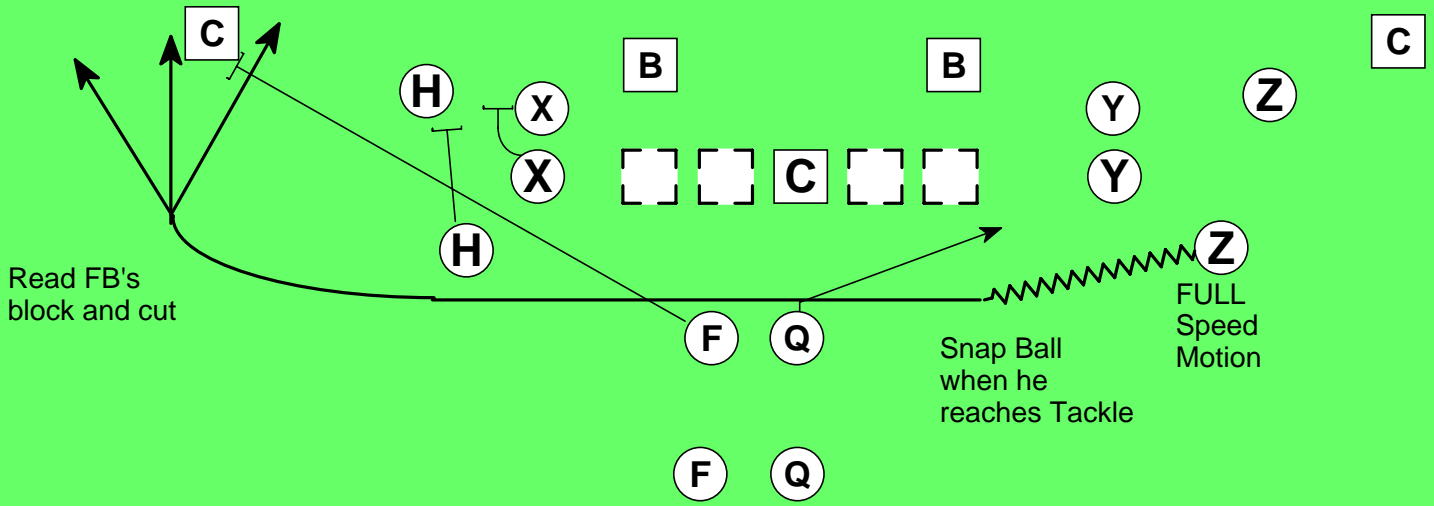 C
C
B
B
H
X
Y
Z
X
C
Y
H
Z
Read FB's
block and cut
FULL
Speed
Motion
F
Q
Snap Ball
when he
reaches Tackle
F
Q